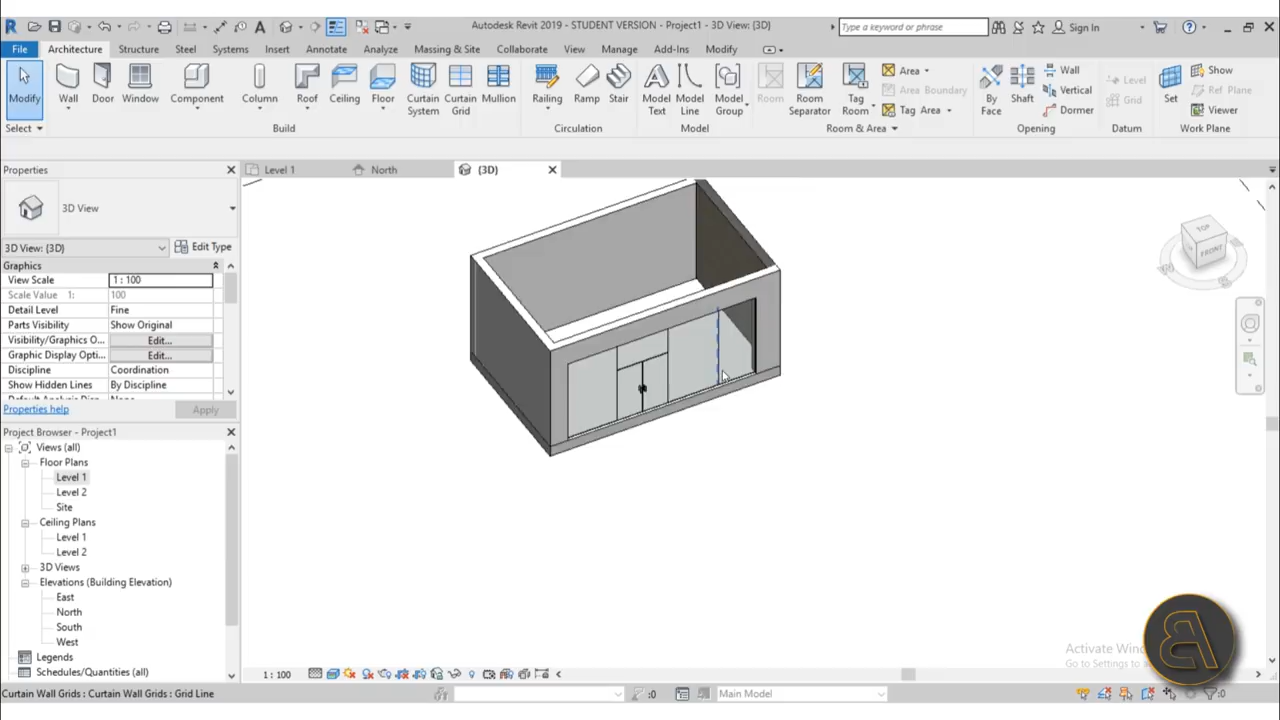 Autodesk Revit 2019 - STUDENT VERSION - Project1 - 3D View: {3D}
Type a keyword or phrase
Sign In
File Architecture Structure Steel Systems Insert Annotate Analyze Massing & Site Collaborate View Manage Add-Ins Modify
Modify Wall Door Window Component Column Roof Ceiling Floor Curtain System Curtain Grid Mullion Railing Ramp Stair Model Text Model Line Model Group Room Room Separator Tag Room
Area
Area Boundary
Tag Area
By Face Shaft
Wall
Vertical
Dormer
Level
Grid
Set
Show
Ref Plane
Viewer
Select Build Circulation Model Room & Area Opening Datum Work Plane
Properties
Level 1 North {3D}
3D View
3D View: {3D} Edit Type
Graphics
View Scale 1 : 100
Scale Value 1: 100
Detail Level Fine
Parts Visibility Show Original
Visibility/Graphics O... Edit...
Graphic Display Opti... Edit...
Discipline Coordination
Show Hidden Lines By Discipline
Properties help Apply
Project Browser - Project1
Views (all)
Floor Plans
Level 1
Level 2
Site
Ceiling Plans
Level 1
Level 2
3D Views
Elevations (Building Elevation)
East
North
South
West
Legends
Schedules/Quantities (all)
TOP
FRONT
Activate Win
Go to Settings to
1 : 100
Curtain Wall Grids : Curtain Wall Grids : Grid Line
:0
Main Model
:0